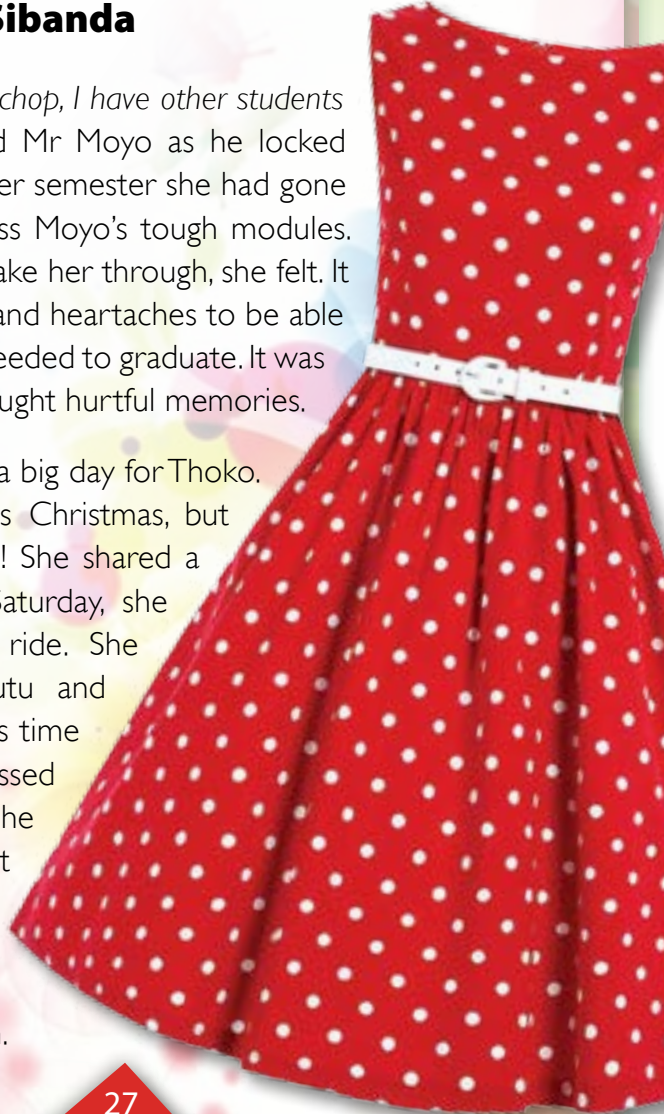 Sibanda
chop, I have other students
Mr Moyo as he locked
er semester she had gone
ss Moyo's tough modules.
ake her through, she felt. It
and heartaches to be able
eeded to graduate. It was
ught hurtful memories.
a big day for Thoko.
s Christmas, but
! She shared a
Saturday, she
ride. She
utu and
s time
ssed
he
t
.
27